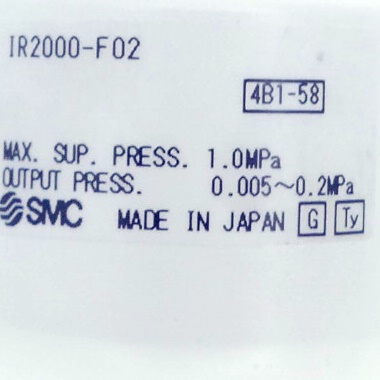 IR2000-F02
4B1-58
MAX. SUP. PRESS. 1.0MPa
OUTPUT PRESS. 0.005~0.2MPa
SMC MADE IN JAPAN G Ty